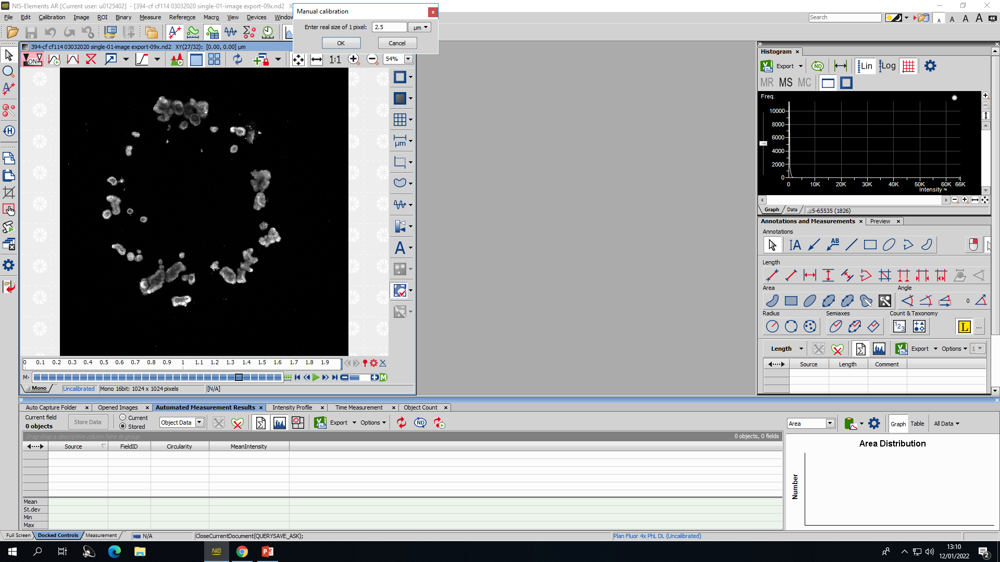 NIS-Elements AR [Current user: u0125402] - [394-cf cf114 03032020 single-01-image export-09x.nd2
Manual calibration
File Edit Calibration Image ROI Binary Measure Reference Macro View Devices Window
Search
Enter real size of 1 pixel: 2.5 µm
OK Cancel
394-cf cf114 03032020 single-01-image export-09x.nd2 XY(27/32): [0.00, 0.00] µm
ON
1:1
54%
Histogram
Export ND Lin Log
MR MS MC
Freq.
10000
8000
6000
4000
2000
0
0 10K 20K 30K 40K 50K 60K 66K
Intensity ≈
Graph Data 5-65535 (1826)
Annotations and Measurements Preview
Annotations
Length
Area Angle
0
Radius Semiaxes Count & Taxonomy
L ...
Length Export Options 1
Source Length Comment
0 0.1 0.2 0.3 0.4 0.5 0.6 0.7 0.8 0.9 1 1.1 1.2 1.3 1.4 1.5 1.6 1.7 1.8 1.9
M
Mono Uncalibrated Mono 16bit: 1024 x 1024 pixels [N/A]
Auto Capture Folder Opened Images Automated Measurement Results Intensity Profile Time Measurement Object Count
Current field
0 objects
Store Data
Current
Stored
Object Data Export Options ND
Area Graph Table All Data
Drag-drop a descriptive column here to group 0 objects, 0 fields
Source FieldID Circularity MeanIntensity
Area Distribution
Number
Mean
St.dev
Min
Max
Full Screen Docked Controls Measurement N/A CloseCurrentDocument(QUERYSAVE_ASK); Plan Fluor 4x PhL DL (Uncalibrated)
NIS
13:10
12/01/2022
2